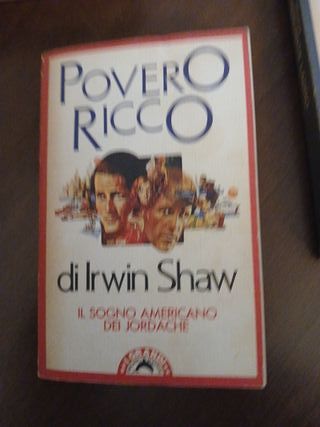 POVERO
RICCO
di Irwin Shaw
IL SOGNO AMERICANO
DEI JORDACHE